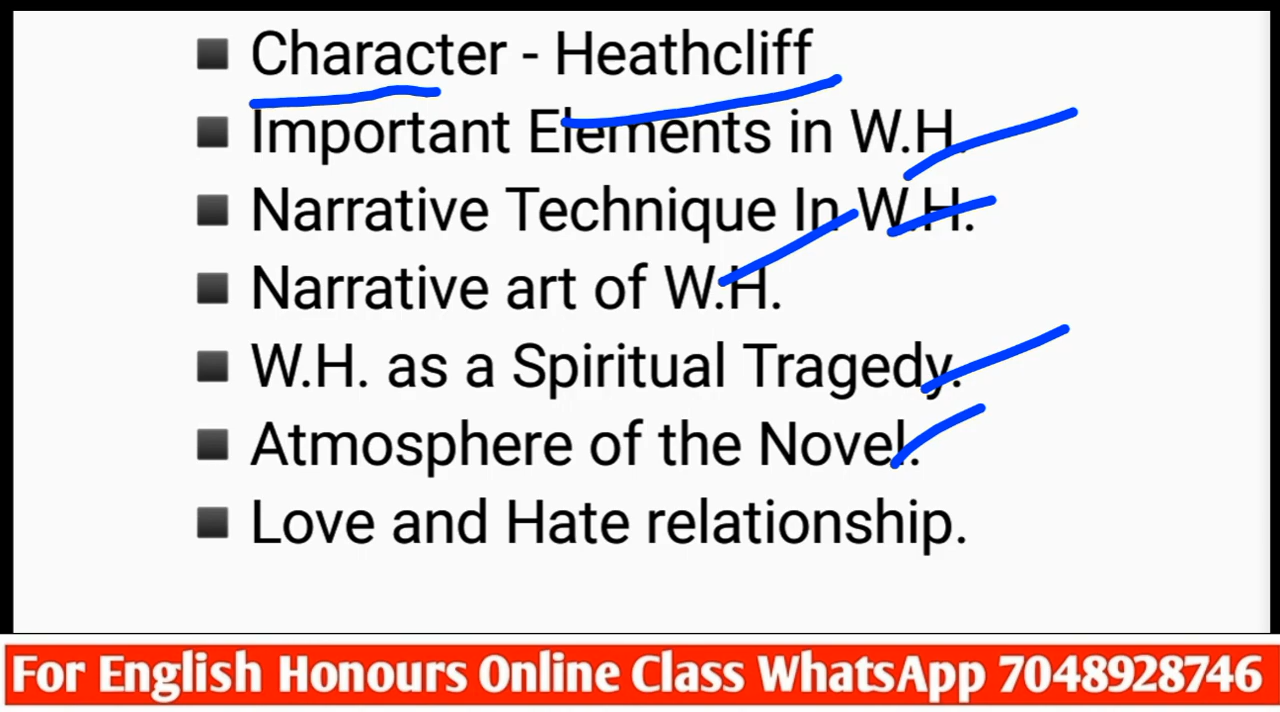 ■ Character - Heathcliff
■ Important Elements in W.H.
■ Narrative Technique In W.H.
■ Narrative art of W.H.
■ W.H. as a Spiritual Tragedy.
■ Atmosphere of the Novel.
■ Love and Hate relationship.
For English Honours Online Class WhatsApp 7048928746